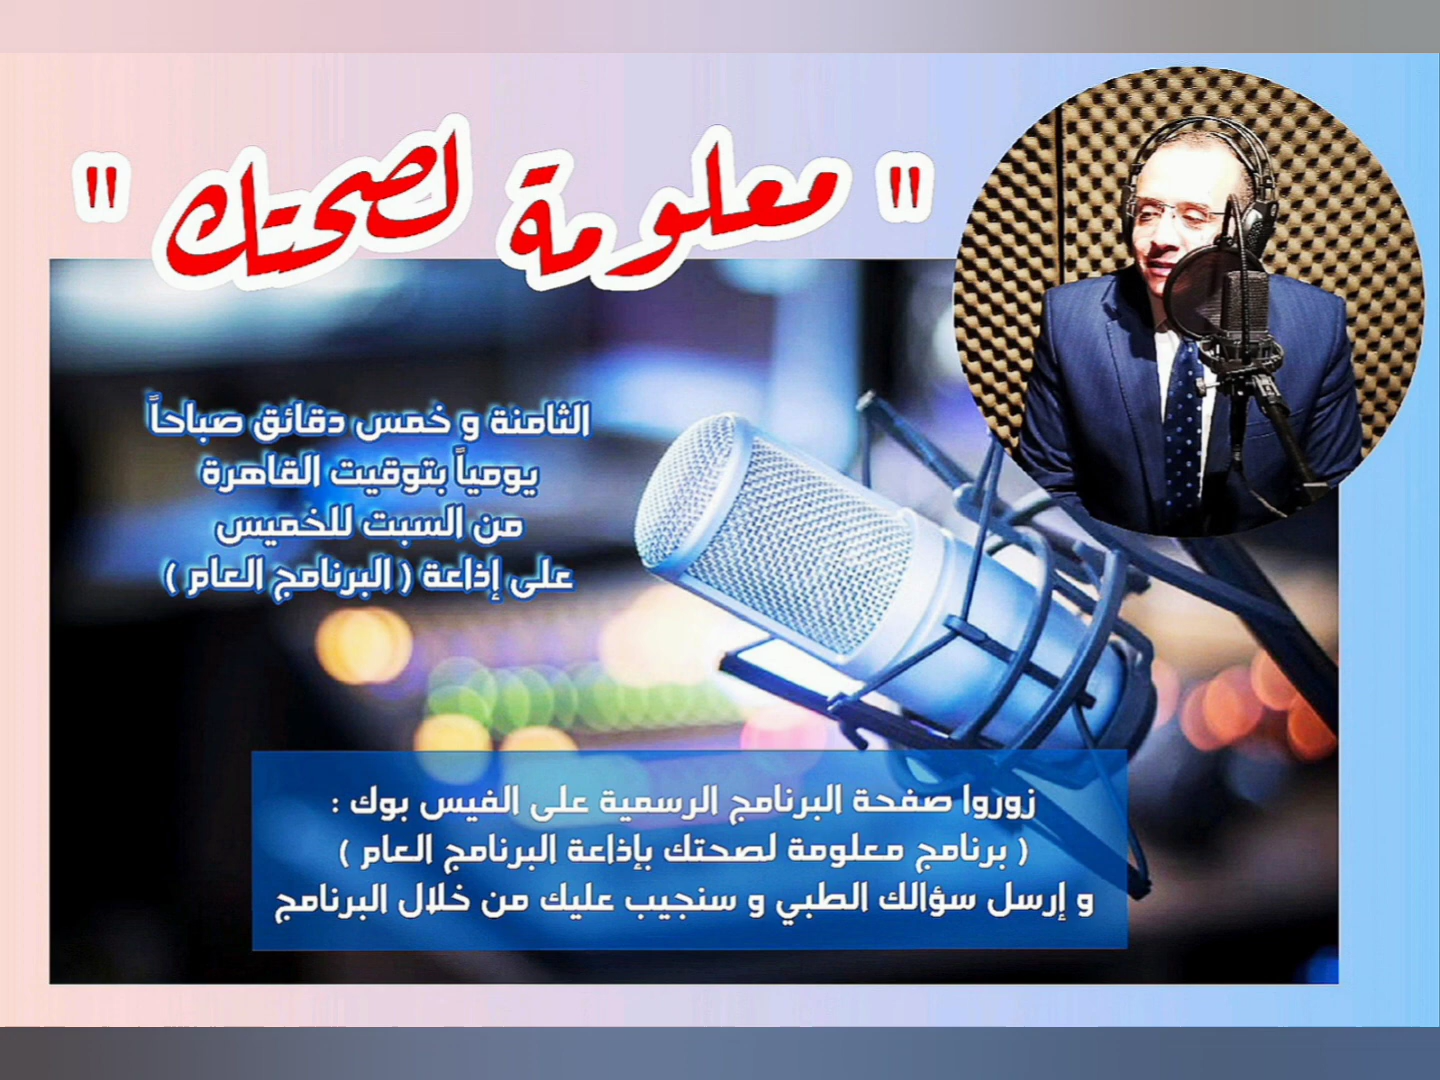 " معلومة لصحتك "
الثامنة و خمس دقائق صباحاً
يومياً بتوقيت القاهرة
من السبت للخميس
على إذاعة ( البرنامج العام )
زوروا صفحة البرنامج الرسمية على الفيس بوك :
( برنامج معلومة لصحتك بإذاعة البرنامج العام )
و إرسل سؤالك الطبي و سنجيب عليك من خلال البرنامج